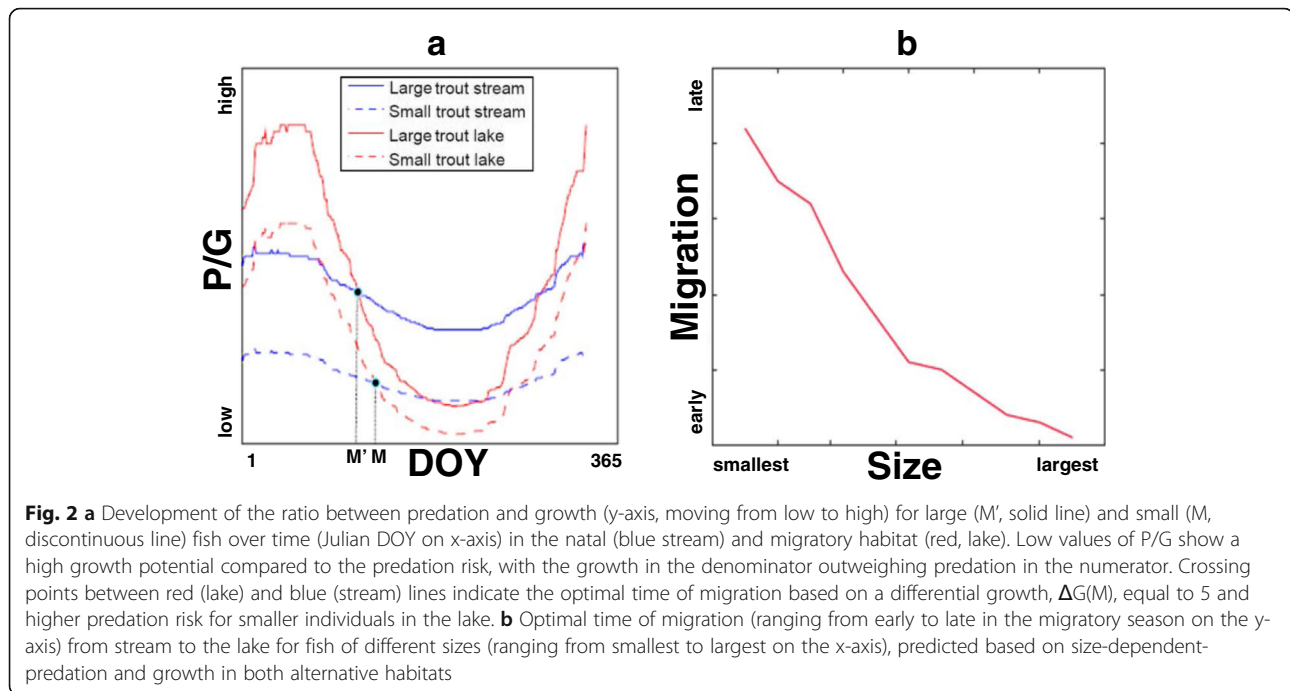 a
b
high
P/G
low
Large trout stream
Small trout stream
Large trout lake
Small trout lake
1
M'
M
DOY
365
late
Migration
early
smallest
Size
largest
Fig. 2 a Development of the ratio between predation and growth (y-axis, moving from low to high) for large (M’, solid line) and small (M,
discontinuous line) fish over time (Julian DOY on x-axis) in the natal (blue stream) and migratory habitat (red, lake). Low values of P/G show a
high growth potential compared to the predation risk, with the growth in the denominator outweighing predation in the numerator. Crossing
points between red (lake) and blue (stream) lines indicate the optimal time of migration based on a differential growth, ΔG(M), equal to 5 and
higher predation risk for smaller individuals in the lake. b Optimal time of migration (ranging from early to late in the migratory season on the y-
axis) from stream to the lake for fish of different sizes (ranging from smallest to largest on the x-axis), predicted based on size-dependent-
predation and growth in both alternative habitats